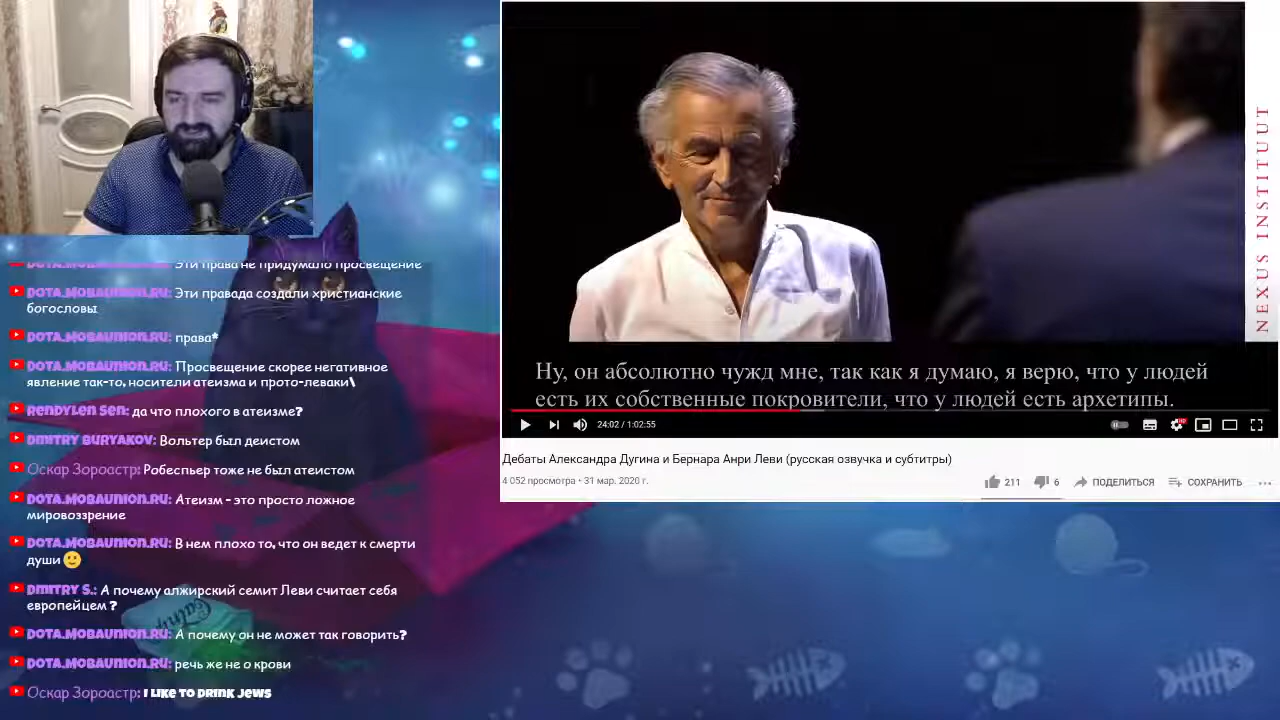 DOTA.MOBAUNION.RU: Эти права не придумало просвещение
DOTA.MOBAUNION.RU: Эти правада создали христианские
богословы
DOTA.MOBAUNION.RU: права*
DOTA.MOBAUNION.RU: Просвещение скорее негативное
явление так-то, носители атеизма и прото-леваки\
Rendylen Sen: да что плохого в атеизме?
Dmitry Buryakov: Вольтер был деистом
Оскар Зороастр: Робеспьер тоже не был атеистом
DOTA.MOBAUNION.RU: Атеизм - это просто ложное
мировоззрение
DOTA.MOBAUNION.RU: В нем плохо то, что он ведет к смерти
души🙂
Dmitry S.: А почему алжирский семит Леви считает себя
европейцем ?
DOTA.MOBAUNION.RU: А почему он не может так говорить?
DOTA.MOBAUNION.RU: речь же не о крови
Оскар Зороастр: I like to drink Jews
Catnip
NEXUS INSTITUUT
Ну, он абсолютно чужд мне, так как я думаю, я верю, что у людей
есть их собственные покровители, что у людей есть архетипы.
24:02 / 1:02:55
HD
Дебаты Александра Дугина и Бернара Анри Леви (русская озвучка и субтитры)
4 052 просмотра • 31 мар. 2020 г.
211
6
ПОДЕЛИТЬСЯ
СОХРАНИТЬ